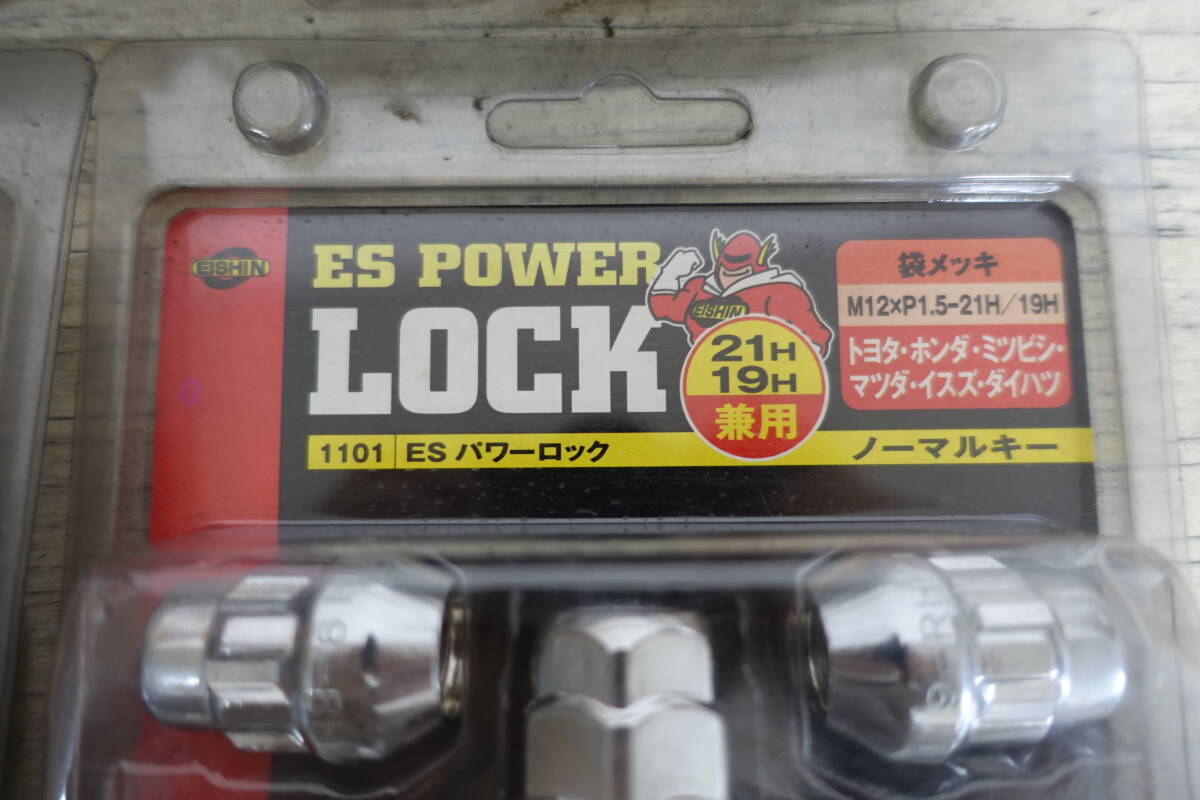 EISHIN
ES POWER
LOCK
EISHIN
21H
19H
兼用
袋メッキ
M12×P1.5-21H/19H
トヨタ・ホンダ・ミツビシ・
マツダ・イスズ・ダイハツ
1101 ES パワーロック
ノーマルキー